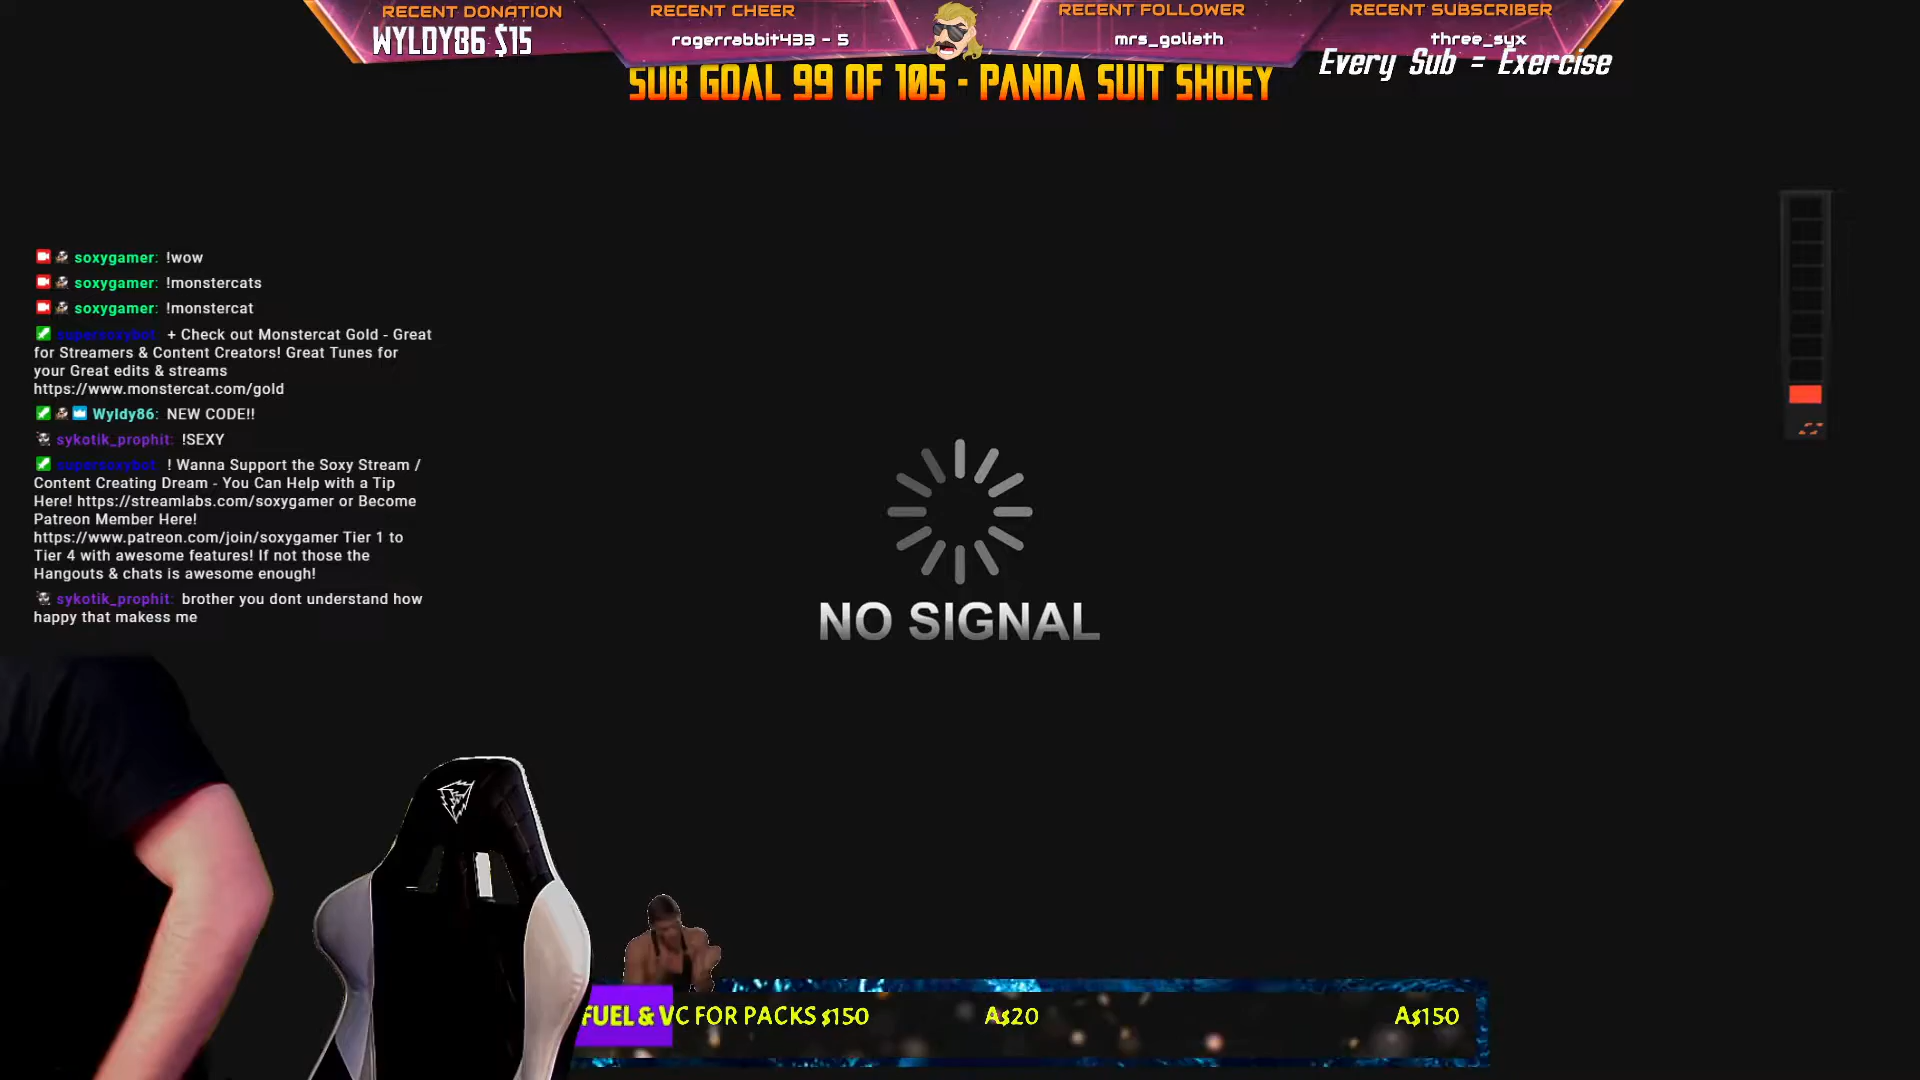 RECENT DONATION
WYLDY86 $15
RECENT CHEER
rogerrabbit433 - 5
RECENT FOLLOWER
mrs_goliath
RECENT SUBSCRIBER
three_syx
Every Sub = Exercise
SUB GOAL 99 OF 105 - PANDA SUIT SHOEY
soxygamer: !wow
soxygamer: !monstercats
soxygamer: !monstercat
supersoxybot: + Check out Monstercat Gold - Great
for Streamers & Content Creators! Great Tunes for
your Great edits & streams
https://www.monstercat.com/gold
Wyldy86: NEW CODE!!
sykotik_prophit: !SEXY
supersoxybot: ! Wanna Support the Soxy Stream /
Content Creating Dream - You Can Help with a Tip
Here! https://streamlabs.com/soxygamer or Become
Patreon Member Here!
https://www.patreon.com/join/soxygamer Tier 1 to
Tier 4 with awesome features! If not those the
Hangouts & chats is awesome enough!
sykotik_prophit: brother you dont understand how
happy that makess me
NO SIGNAL
FUEL & VC FOR PACKS $150
A$20
A$150